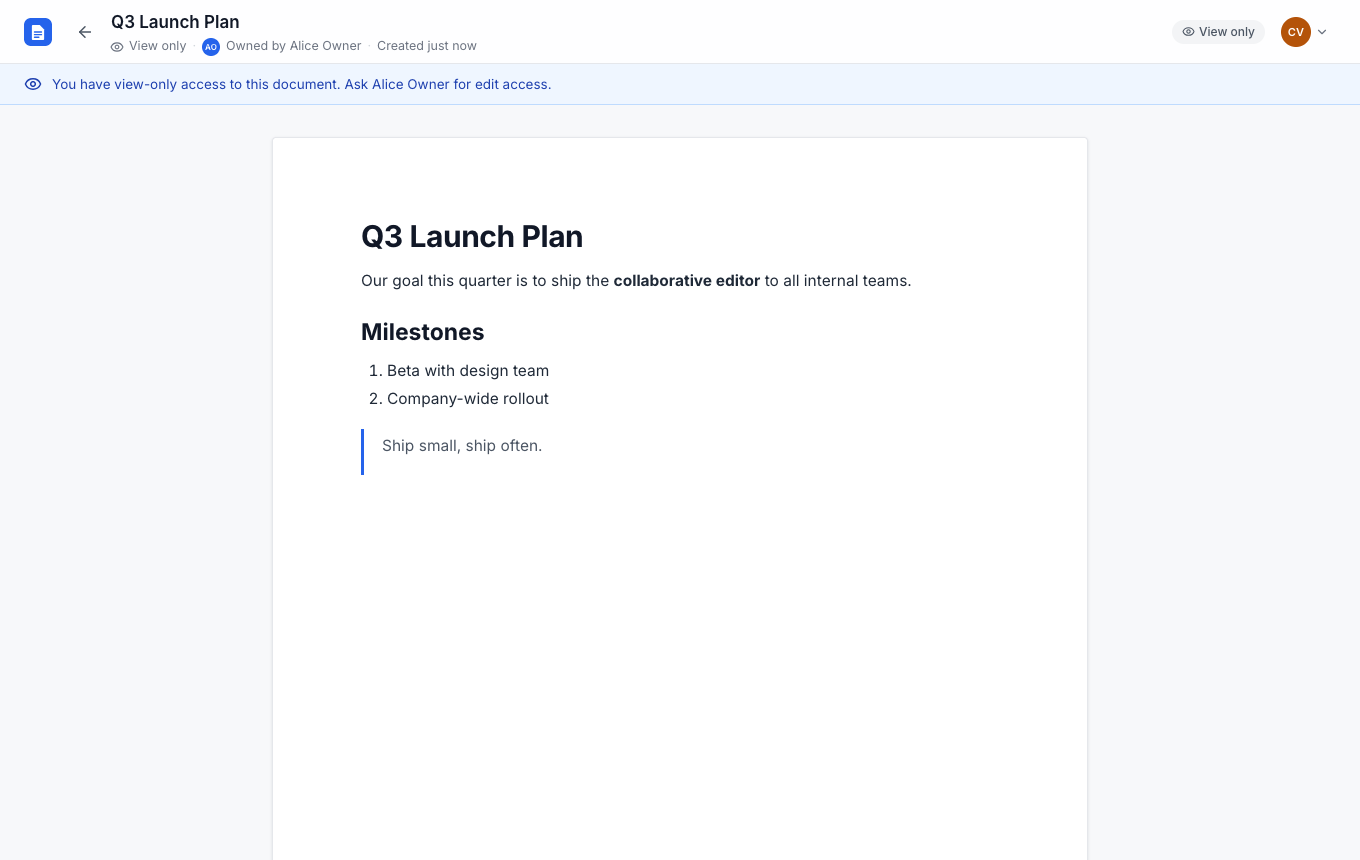 Q3 Launch Plan
View only · AO Owned by Alice Owner · Created just now
View only
CV
You have view-only access to this document. Ask Alice Owner for edit access.
Q3 Launch Plan
Our goal this quarter is to ship the collaborative editor to all internal teams.
Milestones
1. Beta with design team
2. Company-wide rollout
Ship small, ship often.